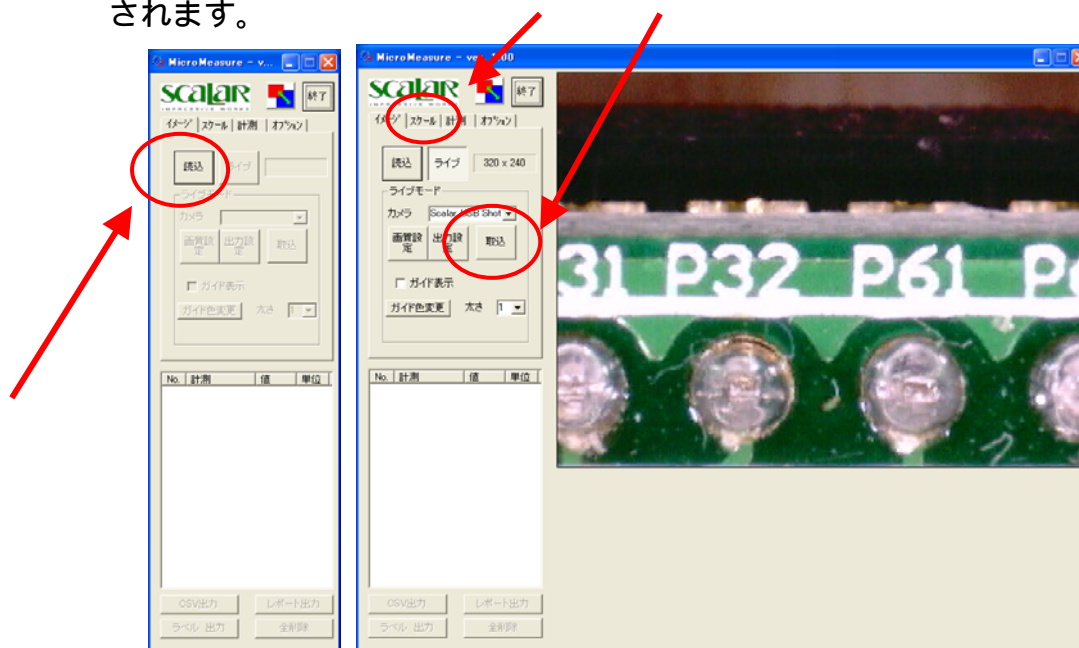 されます。
MicroMeasure - v...
scalar
IMPRESSIVE WORKS
終了
イメージ スケール 計測 オプション
読込 ライブ
ライブモード
カメラ
画質設定 出力設定 取込
ガイド表示
ガイド色変更 太さ 1
No. 計測 値 単位
CSV出力 レポート出力
ラベル 出力 全削除
MicroMeasure - ver. 1.00
scalar
IMPRESSIVE WORKS
終了
イメージ スケール 計測 オプション
読込 ライブ 320 x 240
ライブモード
カメラ Scalar USB Shot
画質設定 出力設定 取込
ガイド表示
ガイド色変更 太さ 1
No. 計測 値 単位
CSV出力 レポート出力
ラベル 出力 全削除
31 P32 P61